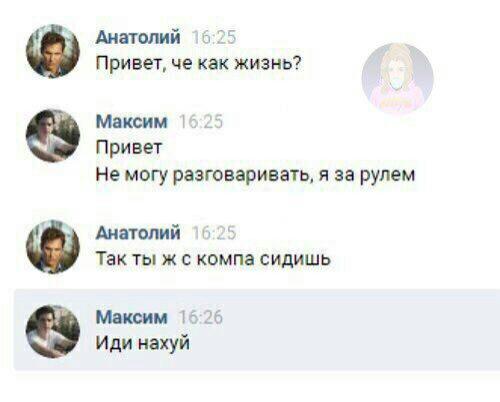 Анатолий 16:25
Привет, че как жизнь?
Максим 16:25
Привет
Не могу разговаривать, я за рулем
Анатолий 16:25
Так ты ж с компа сидишь
Максим 16:26
Иди нахуй